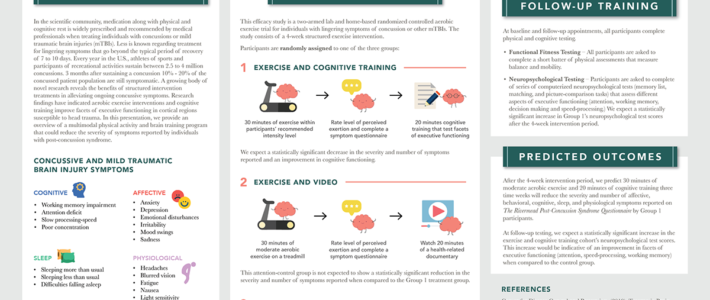 In the scientific community, medication along with physical and
cognitive rest is widely prescribed and recommended by medical
professionals when treating individuals with concussions or mild
traumatic brain injuries (mTBIs). Less is known regarding treatment
for lingering symptoms that go beyond the typical period of recovery
of 7 to 10 days. Every year in the U.S., athletes of sports and
participants of recreational activities sustain between 2.5 to 4 million
concussions. 3 months after sustaining a concussion 10% - 20% of the
concussed patient population are still symptomatic. A growing body of
novel research reveals the benefits of structured intervention
treatments in alleviating ongoing concussive symptoms. Research
findings have indicated aerobic exercise interventions and cognitive
training improve facets of executive functioning in cortical regions
susceptible to head trauma. In this presentation, we provide an
overview of a multimodal physical activity and brain training program
that could reduce the severity of symptoms reported by individuals
with post-concussion syndrome.
CONCUSSIVE AND MILD TRAUMATIC
BRAIN INJURY SYMPTOMS
COGNITIVE
• Working memory impairment
• Attention deficit
• Slow processing-speed
• Poor concentration
AFFECTIVE
• Anxiety
• Depression
• Emotional disturbances
• Irritability
• Mood swings
• Sadness
SLEEP
• Sleeping more than usual
• Sleeping less than usual
• Difficulties falling asleep
PHYSIOLOGICAL
• Headaches
• Blurred vision
• Fatigue
• Nausea
• Light sensitivity
This efficacy study is a two-armed lab and home-based randomized controlled aerobic
exercise trial for individuals with lingering symptoms of concussion or other mTBIs. The
study consists of a 4-week structured exercise intervention.
Participants are randomly assigned to one of the three groups:
1 EXERCISE AND COGNITIVE TRAINING
30 minutes of exercise within
participants' recommended
intensity level
Rate level of perceived
exertion and complete a
symptom questionnaire
20 minutes cognitive
training that test facets
of executive functioning
We expect a statistically significant decrease in the severity and number of symptoms
reported and an improvement in cognitive functioning.
2 EXERCISE AND VIDEO
30 minutes of
moderate aerobic
exercise on a treadmill
Rate level of perceived
exertion and complete a
symptom questionnaire
Watch 20 minutes
of a health-related
documentary
This attention-control group is not expected to show a statistically significant reduction in the
severity and number of symptoms reported when compared to the Group 1 treatment group.
FOLLOW-UP TRAINING
At baseline and follow-up appointments, all participants complete
physical and cognitive testing.
• Functional Fitness Testing – All participants are asked to
complete a short batter of physical assessments that measure
balance and mobility.
• Neuropsychological Testing – Participants are asked to complete
of series of computerized neuropsychological tests (memory list,
matching, and picture-comparison tasks) that assess different
aspects of executive functioning (attention, working memory,
decision making and speed-processing) We expect a statistically
significant increase in Group 1's neuropsychological test scores
after the 4-week intervention period.
PREDICTED OUTCOMES
After the 4-week intervention period, we predict 30 minutes of
moderate aerobic exercise and 20 minutes of cognitive training three
time weeks will reduce the severity and number of affective,
behavioral, cognitive, sleep, and physiological symptoms reported on
The Rivermead Post-Concussion Syndrome Questionnaire by Group 1
participants.
At follow-up testing, we expect a statistically significant increase in the
exercise and cognitive training cohort's neuropsychological test scores.
This increase would be indicative of an improvement in facets of
executive functioning (attention, speed-processing, working memory)
when compared to the control group.
REFERENCES